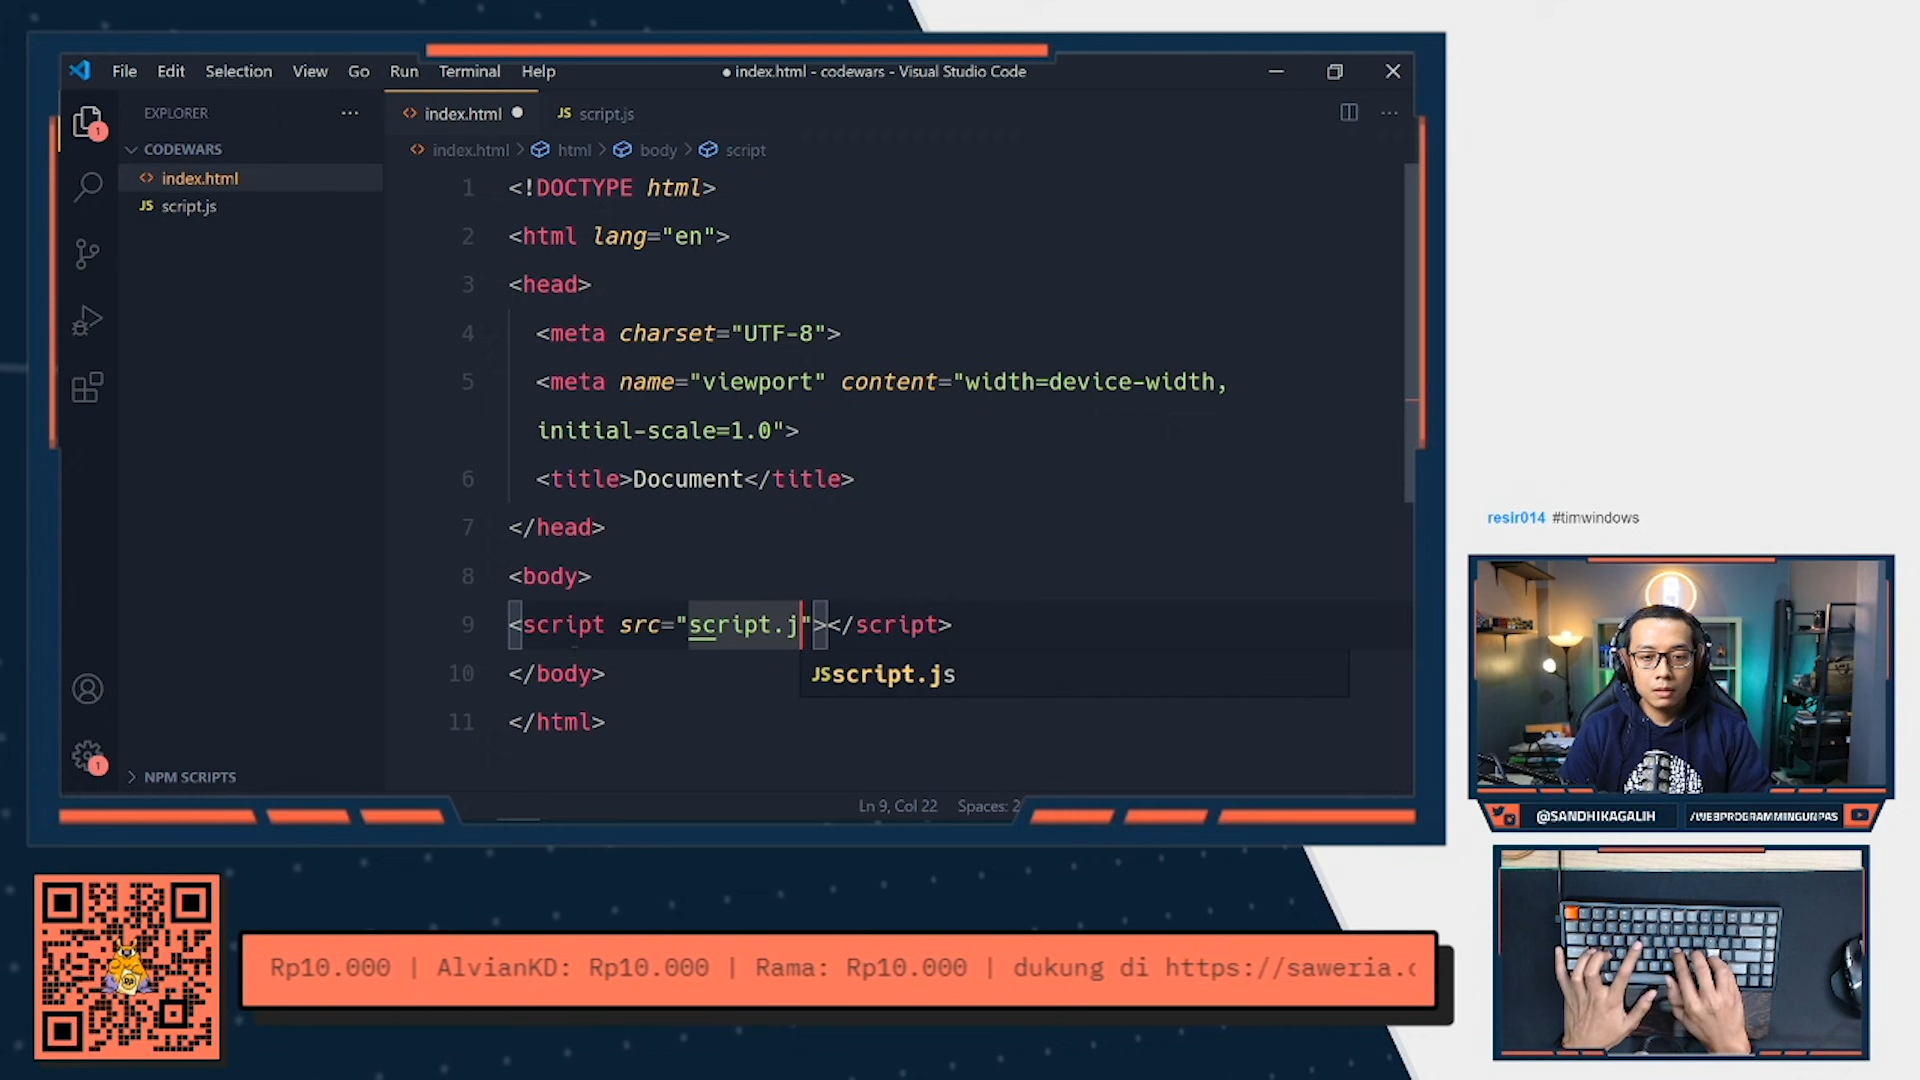 File Edit Selection View Go Run Terminal Help
● index.html - codewars - Visual Studio Code
EXPLORER ···
1
CODEWARS
<> index.html
JS script.js
<> index.html ●
JS script.js
<> index.html > html > body > script
1 <!DOCTYPE html>
2 <html lang="en">
3 <head>
4 <meta charset="UTF-8">
5 <meta name="viewport" content="width=device-width,
initial-scale=1.0">
6 <title>Document</title>
7 </head>
8 <body>
9 <script src="script.j"></script>
10 </body>
JS script.js
11 </html>
1
NPM SCRIPTS
Ln 9, Col 22 Spaces: 2
resir014 #timwindows
@SANDHIKAGALIH
/WEBPROGRAMMINGUNPAS
Rp10.000 | AlvianKD: Rp10.000 | Rama: Rp10.000 | dukung di https://saweria.c